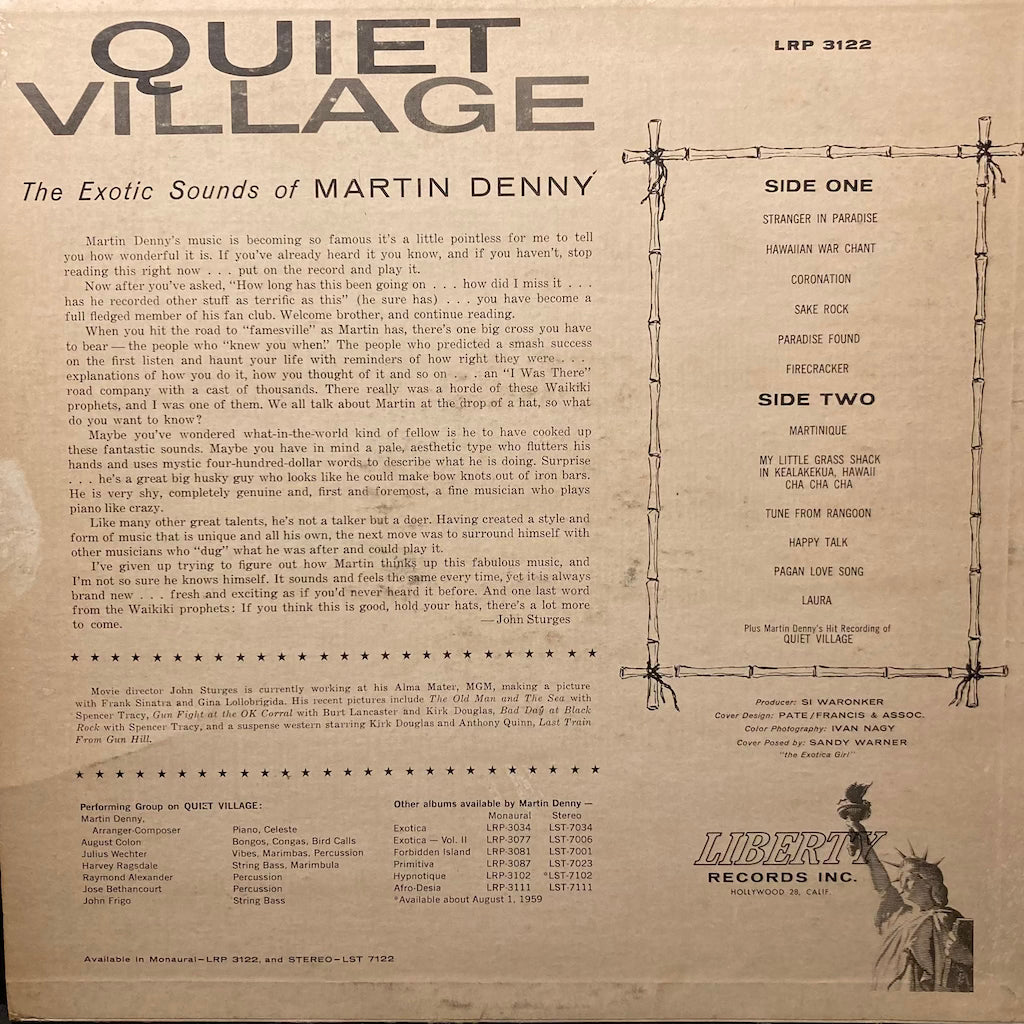 QUIET
VILLAGE
LRP 3122
The Exotic Sounds of MARTIN DENNY
Martin Denny's music is becoming so famous it's a little pointless for me to tell
you how wonderful it is. If you've already heard it you know, and if you haven't, stop
reading this right now . . . put on the record and play it.
Now after you've asked, "How long has this been going on . . . how did I miss it . . .
has he recorded other stuff as terrific as this" (he sure has) . . . you have become a
full fledged member of his fan club. Welcome brother, and continue reading.
When you hit the road to "famesville" as Martin has, there's one big cross you have
to bear — the people who "knew you when." The people who predicted a smash success
on the first listen and haunt your life with reminders of how right they were . . .
explanations of how you do it, how you thought of it and so on . . . an "I Was There"
road company with a cast of thousands. There really was a horde of these Waikiki
prophets, and I was one of them. We all talk about Martin at the drop of a hat, so what
do you want to know?
Maybe you've wondered what-in-the-world kind of fellow is he to have cooked up
these fantastic sounds. Maybe you have in mind a pale, aesthetic type who flutters his
hands and uses mystic four-hundred-dollar words to describe what he is doing. Surprise
. . . he's a great big husky guy who looks like he could make bow knots out of iron bars.
He is very shy, completely genuine and, first and foremost, a fine musician who plays
piano like crazy.
Like many other great talents, he's not a talker but a doer. Having created a style and
form of music that is unique and all his own, the next move was to surround himself with
other musicians who "dug" what he was after and could play it.
I've given up trying to figure out how Martin thinks up this fabulous music, and
I'm not so sure he knows himself. It sounds and feels the same every time, yet it is always
brand new . . . fresh and exciting as if you'd never heard it before. And one last word
from the Waikiki prophets: If you think this is good, hold your hats, there's a lot more
to come.
—John Sturges
Movie director John Sturges is currently working at his Alma Mater, MGM, making a picture
with Frank Sinatra and Gina Lollobrigida. His recent pictures include The Old Man and The Sea with
Spencer Tracy, Gun Fight at the OK Corral with Burt Lancaster and Kirk Douglas, Bad Day at Black
Rock with Spencer Tracy, and a suspense western starring Kirk Douglas and Anthony Quinn, Last Train
From Gun Hill.
Performing Group on QUIET VILLAGE:
Martin Denny,
Arranger-Composer Piano, Celeste
August Colon Bongos, Congas, Bird Calls
Julius Wechter Vibes, Marimbas, Percussion
Harvey Ragsdale String Bass, Marimbula
Raymond Alexander Percussion
Jose Bethancourt Percussion
John Frigo String Bass
Other albums available by Martin Denny —
Monaural Stereo
Exotica LRP-3034 LST-7034
Exotica — Vol. II LRP-3077 LST-7006
Forbidden Island LRP-3081 LST-7001
Primitiva LRP-3087 LST-7023
Hypnotique LRP-3102 *LST-7102
Afro-Desia LRP-3111 LST-7111
*Available about August 1, 1959
Available in Monaural—LRP 3122, and STEREO—LST 7122
SIDE ONE
STRANGER IN PARADISE
HAWAIIAN WAR CHANT
CORONATION
SAKE ROCK
PARADISE FOUND
FIRECRACKER
SIDE TWO
MARTINIQUE
MY LITTLE GRASS SHACK
IN KEALAKEKUA, HAWAII
CHA CHA CHA
TUNE FROM RANGOON
HAPPY TALK
PAGAN LOVE SONG
LAURA
Plus Martin Denny's Hit Recording of
QUIET VILLAGE
Producer: SI WARONKER
Cover Design: PATE/FRANCIS & ASSOC.
Color Photography: IVAN NAGY
Cover Posed by: SANDY WARNER
"the Exotica Girl"
LIBERTY
RECORDS INC.
HOLLYWOOD 28, CALIF.